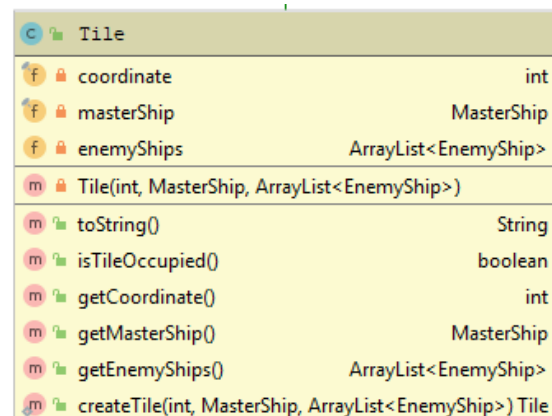 C Tile
f coordinate int
f masterShip MasterShip
f enemyShips ArrayList<EnemyShip>
m Tile(int, MasterShip, ArrayList<EnemyShip>)
m toString() String
m isTileOccupied() boolean
m getCoordinate() int
m getMasterShip() MasterShip
m getEnemyShips() ArrayList<EnemyShip>
m createTile(int, MasterShip, ArrayList<EnemyShip>) Tile